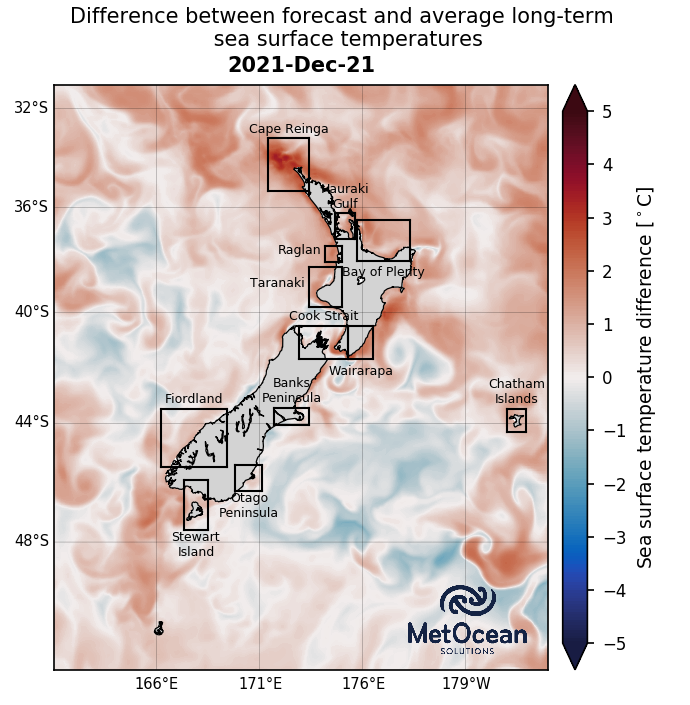 Difference between forecast and average long-term
sea surface temperatures
2021-Dec-21
32°S
36°S
40°S
44°S
48°S
Cape Reinga
Hauraki
Gulf
Raglan
Bay of Plenty
Taranaki
Cook Strait
Wairarapa
Banks
Peninsula
Fiordland
Chatham
Islands
Otago
Peninsula
Stewart
Island
MetOcean
SOLUTIONS
166°E
171°E
176°E
179°W
5
4
3
2
1
0
−1
−2
−3
−4
−5
Sea surface temperature difference [°C]